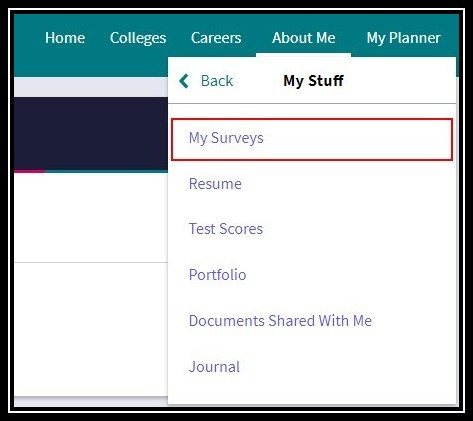 Home Colleges Careers About Me My Planner
Back My Stuff
My Surveys
Resume
Test Scores
Portfolio
Documents Shared With Me
Journal